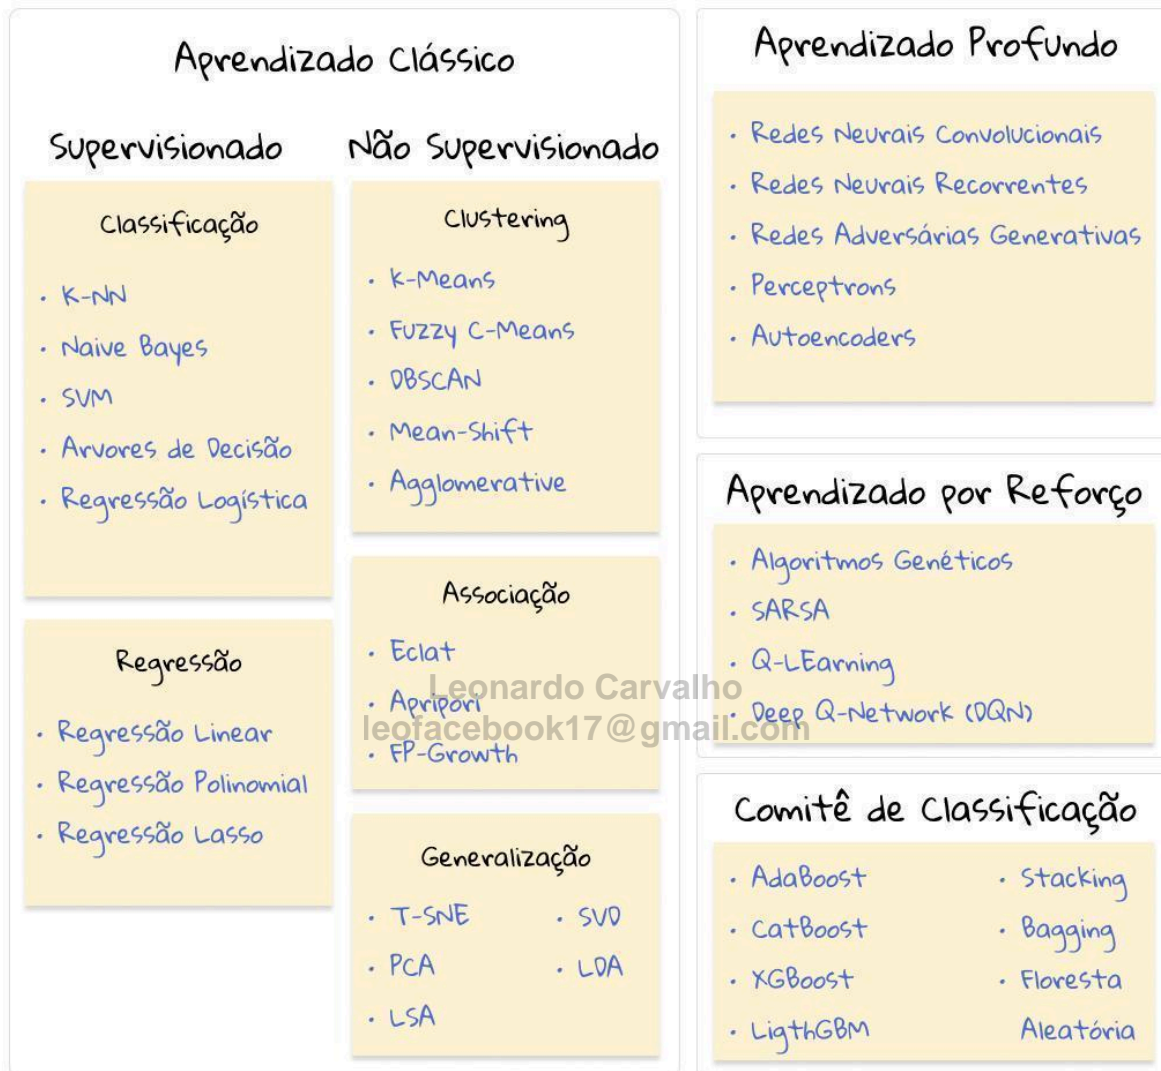 Aprendizado Clássico
Supervisionado
Classificação
· K-NN
· Naive Bayes
· SVM
· Arvores de Decisão
· Regressão Logística
Regressão
· Regressão Linear
· Regressão Polinomial
· Regressão Lasso
Não Supervisionado
Clustering
· K-Means
· Fuzzy C-Means
· DBSCAN
· Mean-Shift
· Agglomerative
Associação
· Eclat
· Apripori
· FP-Growth
Generalização
· T-SNE
· PCA
· LSA
· SVD
· LDA
Leonardo Carvalho
leofacebook17@gmail.com
Aprendizado Profundo
· Redes Neurais Convolucionais
· Redes Neurais Recorrentes
· Redes Adversárias Generativas
· Perceptrons
· Autoencoders
Aprendizado por Reforço
· Algoritmos Genéticos
· SARSA
· Q-LEarning
· Deep Q-Network (DQN)
Comitê de Classificação
· AdaBoost
· CatBoost
· XGBoost
· LigthGBM
· Stacking
· Bagging
· Floresta
Aleatória